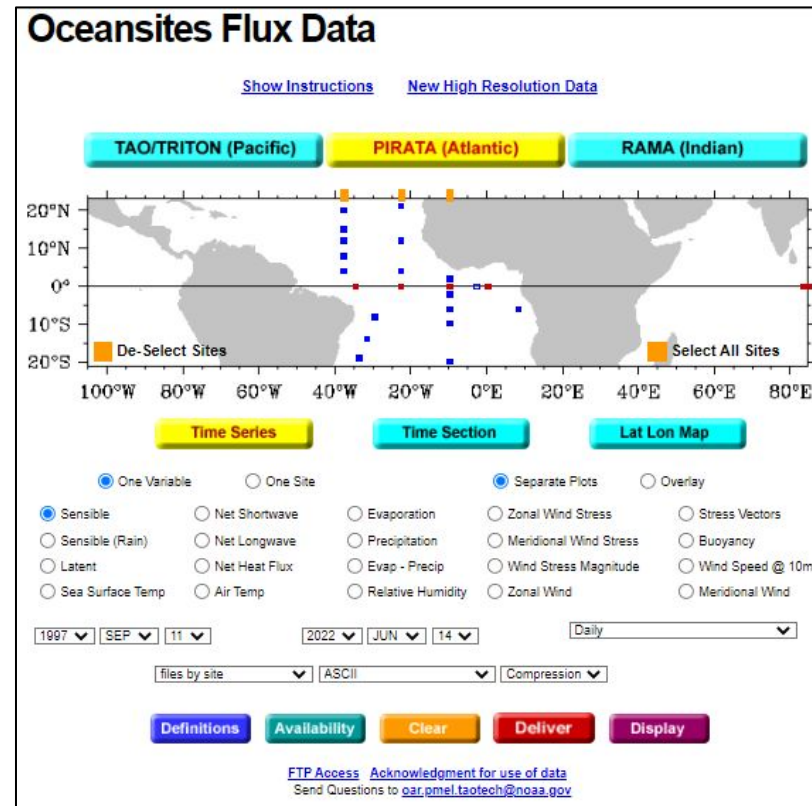 Oceansites Flux Data
Show Instructions New High Resolution Data
TAO/TRITON (Pacific) PIRATA (Atlantic) RAMA (Indian)
20°N
10°N
0°
10°S
20°S
De-Select Sites Select All Sites
100°W 80°W 60°W 40°W 20°W 0°E 20°E 40°E 60°E 80°E
Time Series Time Section Lat Lon Map
One Variable One Site Separate Plots Overlay
Sensible Net Shortwave Evaporation Zonal Wind Stress Stress Vectors
Sensible (Rain) Net Longwave Precipitation Meridional Wind Stress Buoyancy
Latent Net Heat Flux Evap - Precip Wind Stress Magnitude Wind Speed @ 10m
Sea Surface Temp Air Temp Relative Humidity Zonal Wind Meridional Wind
1997 SEP 11 2022 JUN 14 Daily
files by site ASCII Compression
Definitions Availability Clear Deliver Display
FTP Access Acknowledgment for use of data
Send Questions to oar.pmel.taotech@noaa.gov